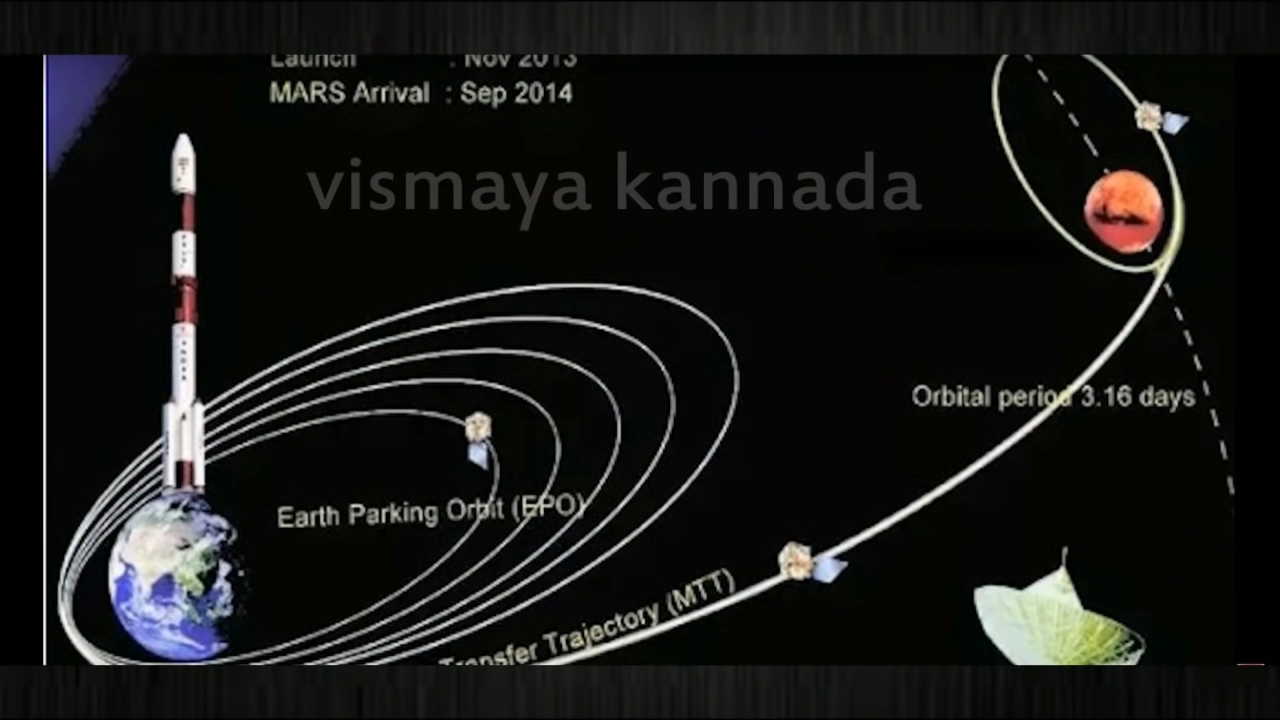 Launch : Nov 2013
MARS Arrival : Sep 2014
vismaya kannada
Orbital period 3.16 days
Earth Parking Orbit (EPO)
Transfer Trajectory (MTT)